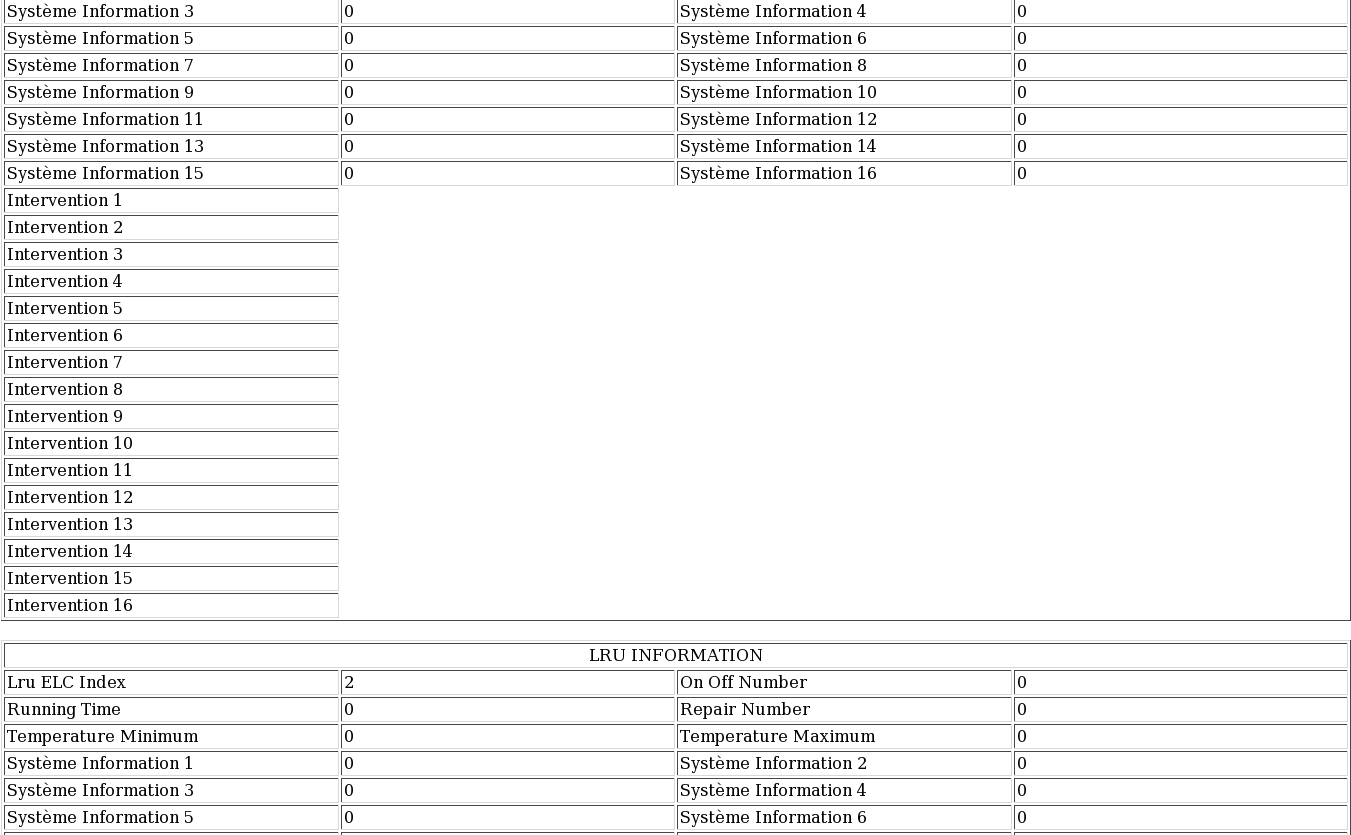 Système Information 3 0 Système Information 4 0
Système Information 5 0 Système Information 6 0
Système Information 7 0 Système Information 8 0
Système Information 9 0 Système Information 10 0
Système Information 11 0 Système Information 12 0
Système Information 13 0 Système Information 14 0
Système Information 15 0 Système Information 16 0
Intervention 1
Intervention 2
Intervention 3
Intervention 4
Intervention 5
Intervention 6
Intervention 7
Intervention 8
Intervention 9
Intervention 10
Intervention 11
Intervention 12
Intervention 13
Intervention 14
Intervention 15
Intervention 16
LRU INFORMATION
Lru ELC Index 2 On Off Number 0
Running Time 0 Repair Number 0
Temperature Minimum 0 Temperature Maximum 0
Système Information 1 0 Système Information 2 0
Système Information 3 0 Système Information 4 0
Système Information 5 0 Système Information 6 0